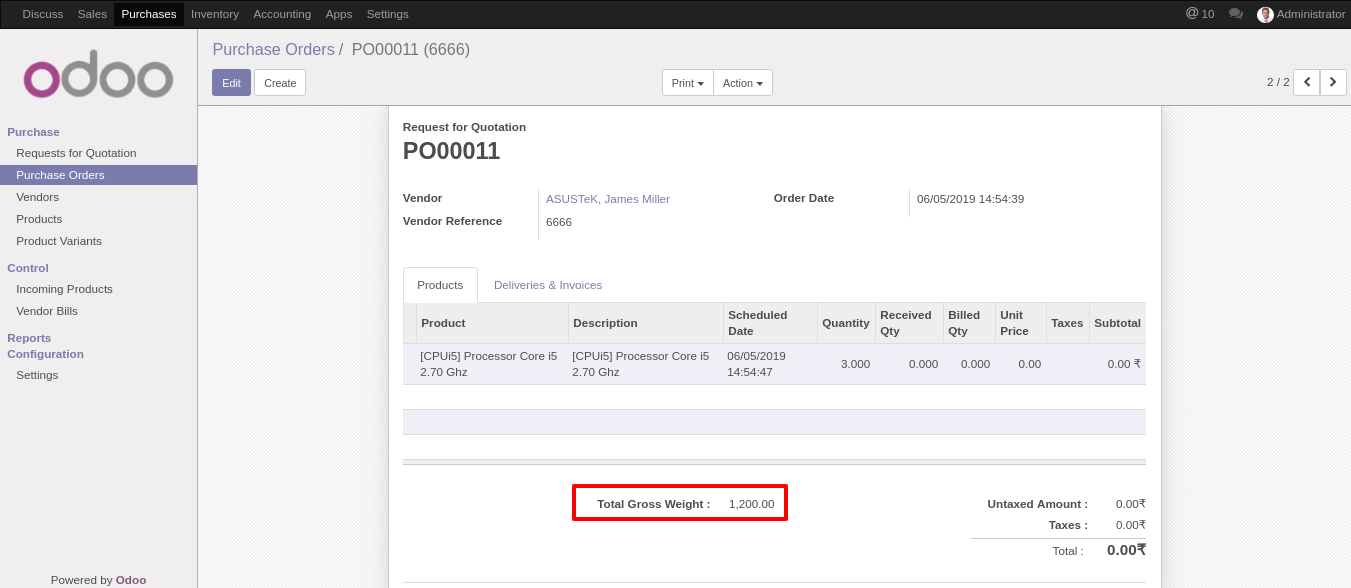 Discuss Sales Purchases Inventory Accounting Apps Settings @ 10 Administrator
odoo
Purchase Orders / PO00011 (6666)
Edit Create Print Action 2 / 2
Purchase
Requests for Quotation
Purchase Orders
Vendors
Products
Product Variants
Control
Incoming Products
Vendor Bills
Reports
Configuration
Settings
Powered by Odoo
Request for Quotation
PO00011
Vendor ASUSTeK, James Miller Order Date 06/05/2019 14:54:39
Vendor Reference 6666
Products Deliveries & Invoices
Product Description Scheduled Date Quantity Received Qty Billed Qty Unit Price Taxes Subtotal
[CPUi5] Processor Core i5 2.70 Ghz [CPUi5] Processor Core i5 2.70 Ghz 06/05/2019 14:54:47 3.000 0.000 0.000 0.00 0.00 ₹
Total Gross Weight : 1,200.00 Untaxed Amount : 0.00₹
Taxes : 0.00₹
Total : 0.00₹